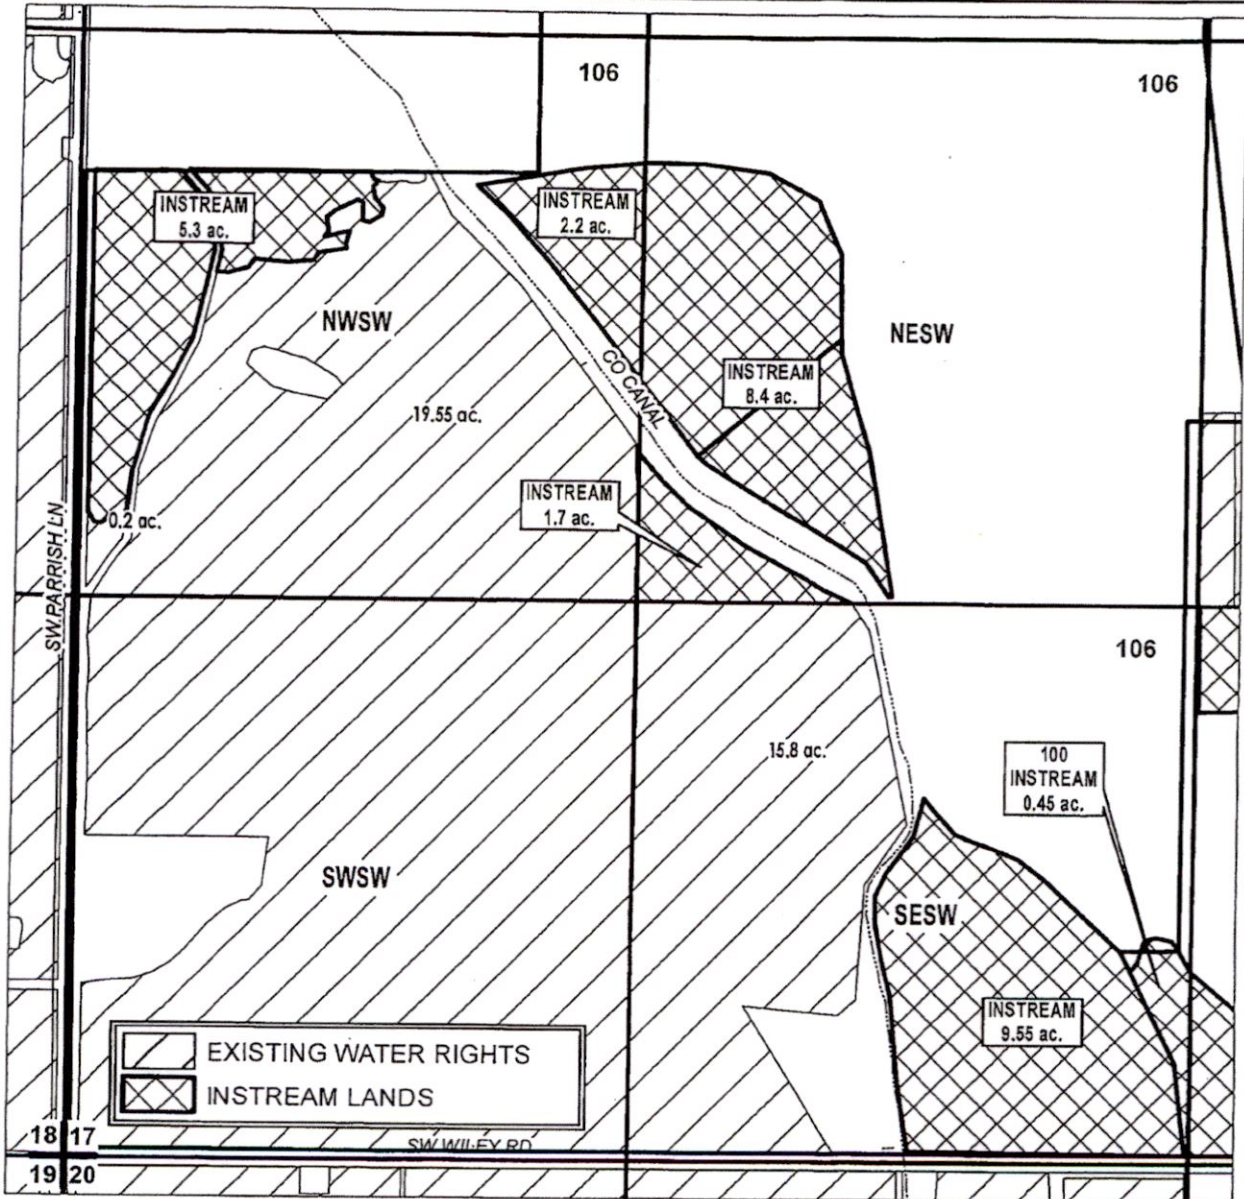 106
106
INSTREAM
5.3 ac.
INSTREAM
2.2 ac.
NWSW
NESW
CO CANAL
INSTREAM
8.4 ac.
19.55 ac.
INSTREAM
1.7 ac.
0.2 ac.
SW PARRISH LN
106
15.8 ac.
100
INSTREAM
0.45 ac.
SWSW
SESW
INSTREAM
9.55 ac.
EXISTING WATER RIGHTS
INSTREAM LANDS
18 17
SW WILEY RD
19 20